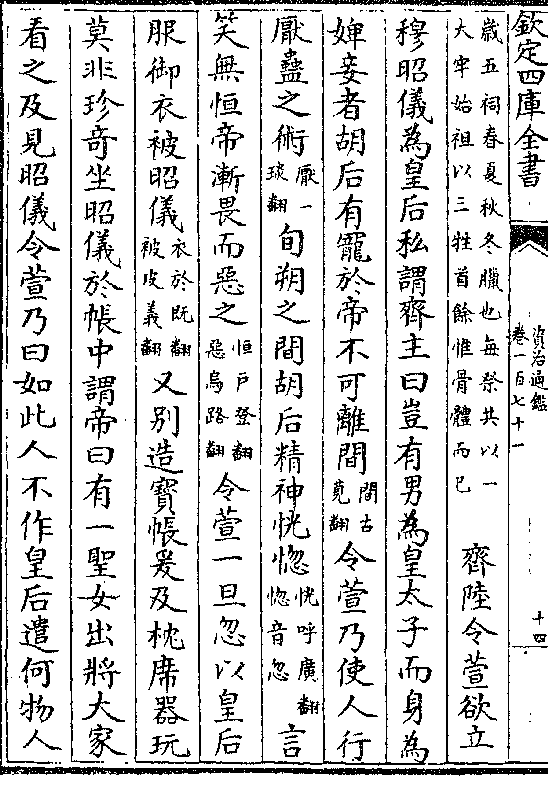 欽定四庫全書
資治通鑑
卷一百七十一
十四
歲五祠春夏秋冬臘也每祭共以一
大牢始祖以三牲首餘惟骨體而已
齊陸令萱欲立
穆昭儀為皇后私謂齊主曰豈有男為皇太子而身為
婢妾者胡后有寵於帝不可離間間古莧翻令萱乃使人行
厭蠱之術厭一琰翻旬朔之間胡后精神恍惚恍呼廣翻惚音忽言
笑無恒帝漸畏而惡之恒戶登翻惡烏路翻令萱一旦忽以皇后
服御衣被昭儀衣於既翻被皮義翻又別造寳帳爰及枕席器玩
莫非珍奇坐昭儀於帳中謂帝曰有一聖女出將大家
看之及見昭儀令萱乃曰如此人不作皇后遣何物人